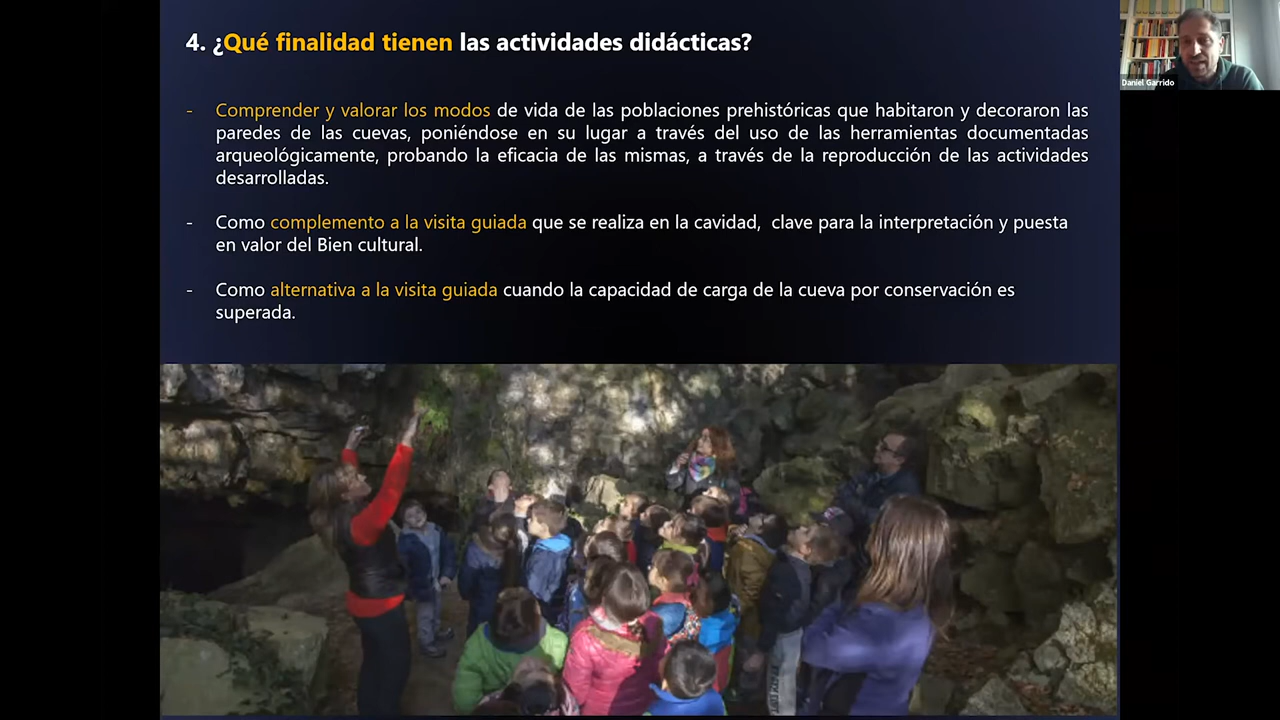 4. ¿Qué finalidad tienen las actividades didácticas?
- Comprender y valorar los modos de vida de las poblaciones prehistóricas que habitaron y decoraron las
paredes de las cuevas, poniéndose en su lugar a través del uso de las herramientas documentadas
arqueológicamente, probando la eficacia de las mismas, a través de la reproducción de las actividades
desarrolladas.
- Como complemento a la visita guiada que se realiza en la cavidad, clave para la interpretación y puesta
en valor del Bien cultural.
- Como alternativa a la visita guiada cuando la capacidad de carga de la cueva por conservación es
superada.
Daniel Garrido